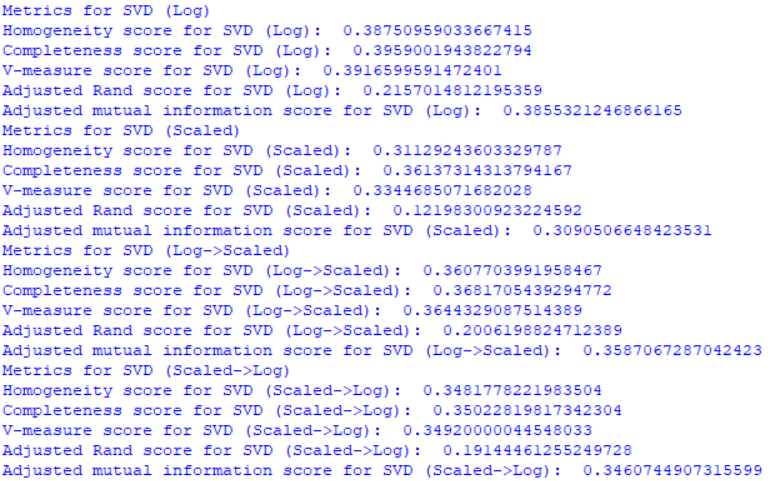 Metrics for SVD (Log)
Homogeneity score for SVD (Log):  0.38750959033667415
Completeness score for SVD (Log):  0.3959001943822794
V-measure score for SVD (Log):  0.3916599591472401
Adjusted Rand score for SVD (Log):  0.2157014812195359
Adjusted mutual information score for SVD (Log):  0.3855321246866165
Metrics for SVD (Scaled)
Homogeneity score for SVD (Scaled):  0.31129243603329787
Completeness score for SVD (Scaled):  0.36137314313794167
V-measure score for SVD (Scaled):  0.3344685071682028
Adjusted Rand score for SVD (Scaled):  0.12198300923224592
Adjusted mutual information score for SVD (Scaled):  0.3090506648423531
Metrics for SVD (Log->Scaled)
Homogeneity score for SVD (Log->Scaled):  0.3607703991958467
Completeness score for SVD (Log->Scaled):  0.3681705439294772
V-measure score for SVD (Log->Scaled):  0.3644329087514389
Adjusted Rand score for SVD (Log->Scaled):  0.2006198824712389
Adjusted mutual information score for SVD (Log->Scaled):  0.3587067287042423
Metrics for SVD (Scaled->Log)
Homogeneity score for SVD (Scaled->Log):  0.3481778221983504
Completeness score for SVD (Scaled->Log):  0.35022819817342304
V-measure score for SVD (Scaled->Log):  0.34920000044548033
Adjusted Rand score for SVD (Scaled->Log):  0.19144461255249728
Adjusted mutual information score for SVD (Scaled->Log):  0.3460744907315599